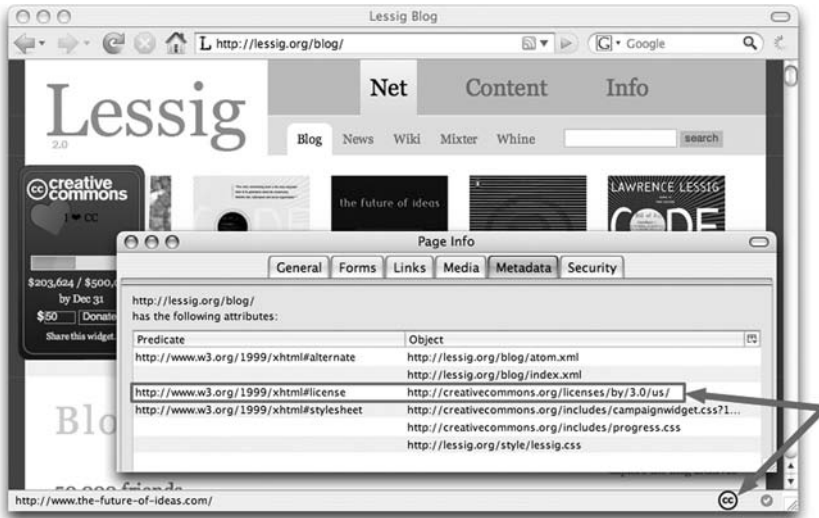 Lessig Blog
L http://lessig.org/blog/
G Google
Lessig
2.0
Net Content Info
Blog News Wiki Mixter Whine search
cc creative commons
I ♥ CC
$203,624 / $500,
by Dec 31
$50 Donate
Share this widget.
the future of ideas
LAWRENCE LESSIG
CODE
Page Info
General Forms Links Media Metadata Security
http://lessig.org/blog/
has the following attributes:
Predicate Object
http://www.w3.org/1999/xhtml#alternate http://lessig.org/blog/atom.xml
http://lessig.org/blog/index.xml
http://www.w3.org/1999/xhtml#license http://creativecommons.org/licenses/by/3.0/us/
http://www.w3.org/1999/xhtml#stylesheet http://creativecommons.org/includes/campaignwidget.css?1...
http://creativecommons.org/includes/progress.css
http://lessig.org/style/lessig.css
Blo
http://www.the-future-of-ideas.com/ cc